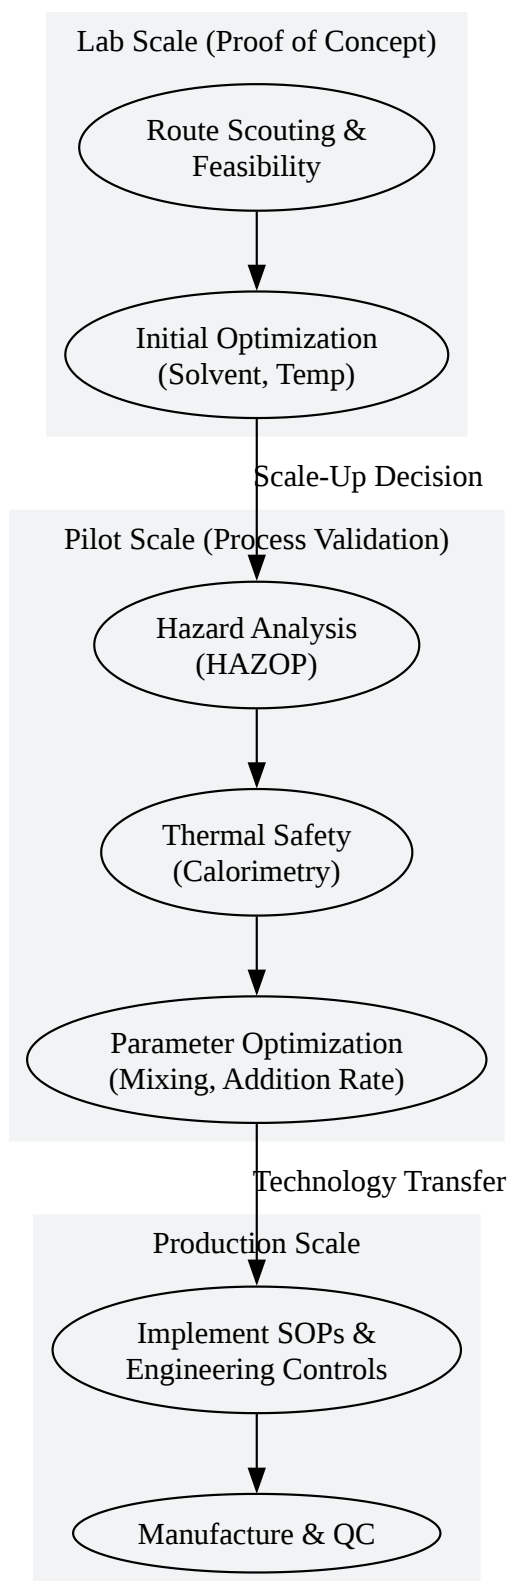 Lab Scale (Proof of Concept)
Route Scouting &
Feasibility
Initial Optimization
(Solvent, Temp)
Scale-Up Decision
Pilot Scale (Process Validation)
Hazard Analysis
(HAZOP)
Thermal Safety
(Calorimetry)
Parameter Optimization
(Mixing, Addition Rate)
Technology Transfer
Production Scale
Implement SOPs &
Engineering Controls
Manufacture & QC